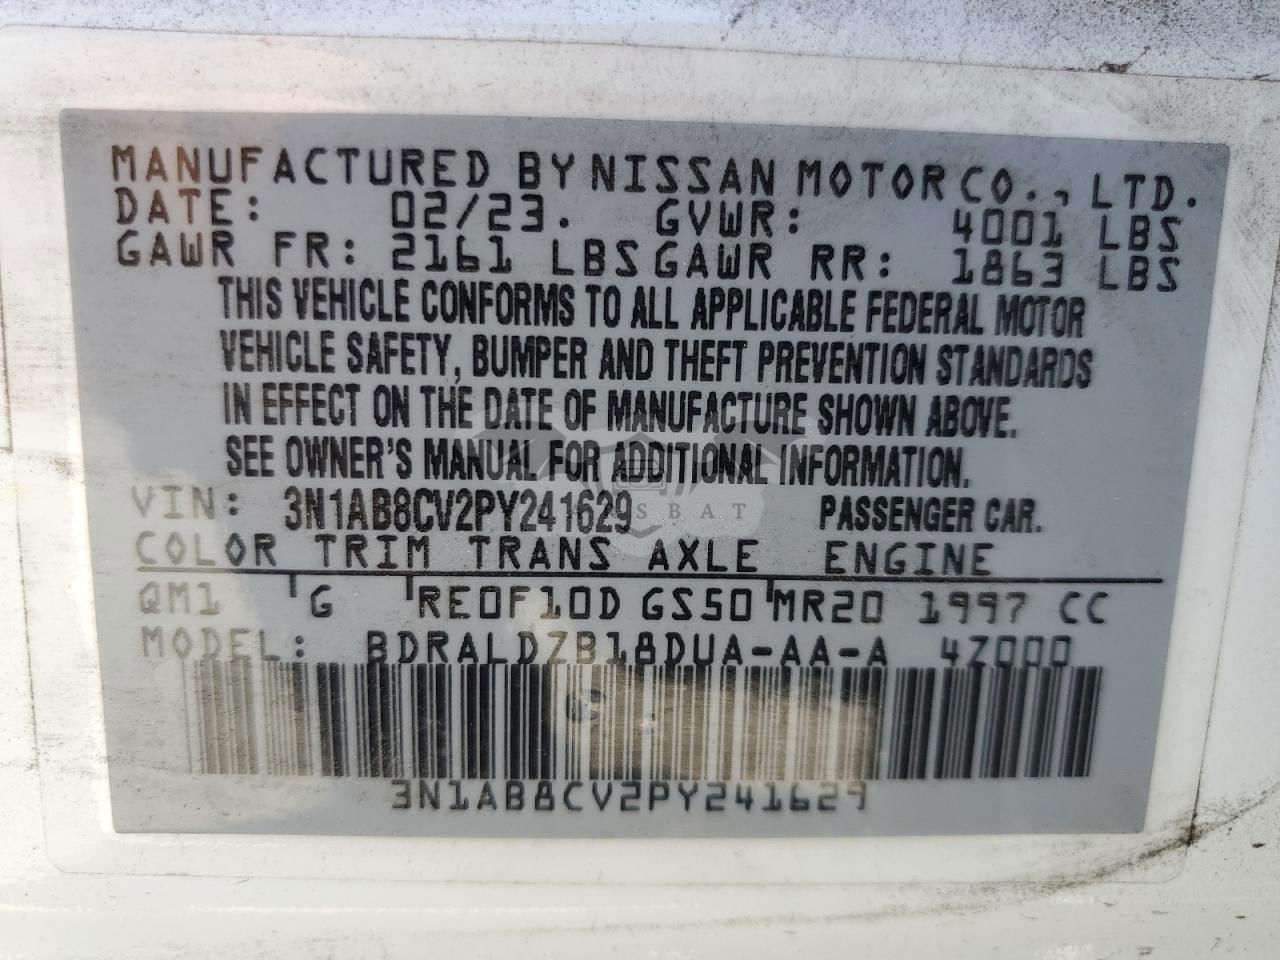 MANUFACTURED BY NISSAN MOTOR CO., LTD.
DATE: 02/23. GVWR: 4001 LBS
GAWR FR: 2161 LBS GAWR RR: 1863 LBS
THIS VEHICLE CONFORMS TO ALL APPLICABLE FEDERAL MOTOR
VEHICLE SAFETY, BUMPER AND THEFT PREVENTION STANDARDS
IN EFFECT ON THE DATE OF MANUFACTURE SHOWN ABOVE.
SEE OWNER'S MANUAL FOR ADDITIONAL INFORMATION.
VIN: 3N1AB8CV2PY241629 PASSENGER CAR.
COLOR TRIM TRANS AXLE ENGINE
QM1 G RE0F10D GS50 MR20 1997 CC
MODEL: BDRALDZB18DUA-AA-A 4Z000
3N1AB8CV2PY241629